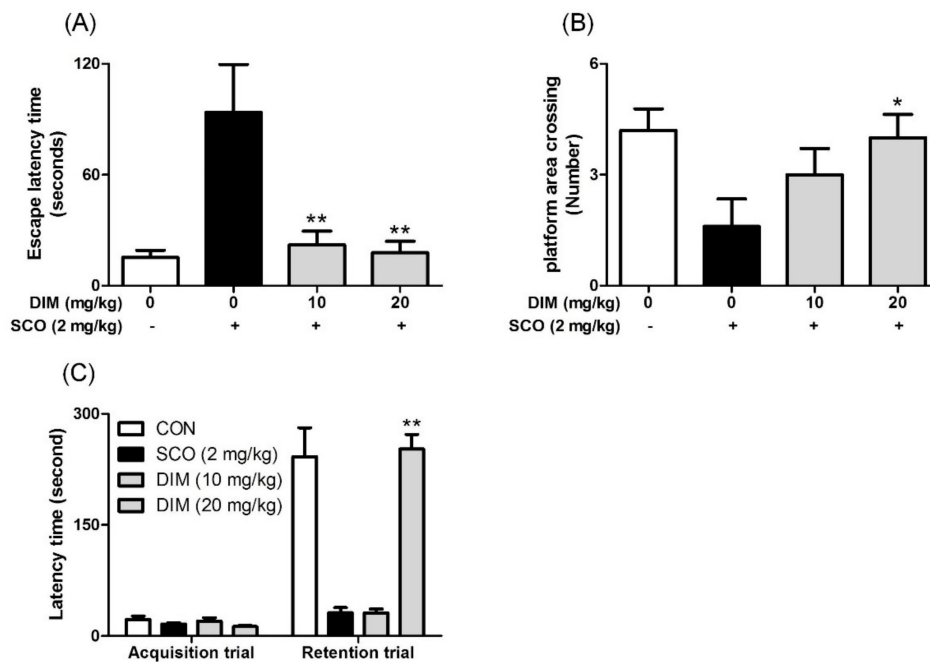 (A)
Escape latency time
(seconds)
120
60
0
**
**
DIM (mg/kg) 0 0 10 20
SCO (2 mg/kg) - + + +
(B)
platform area crossing
(Number)
6
3
0
*
DIM (mg/kg) 0 0 10 20
SCO (2 mg/kg) - + + +
(C)
Latency time (second)
300
150
0
CON
SCO (2 mg/kg)
DIM (10 mg/kg)
DIM (20 mg/kg)
**
Acquisition trial Retention trial